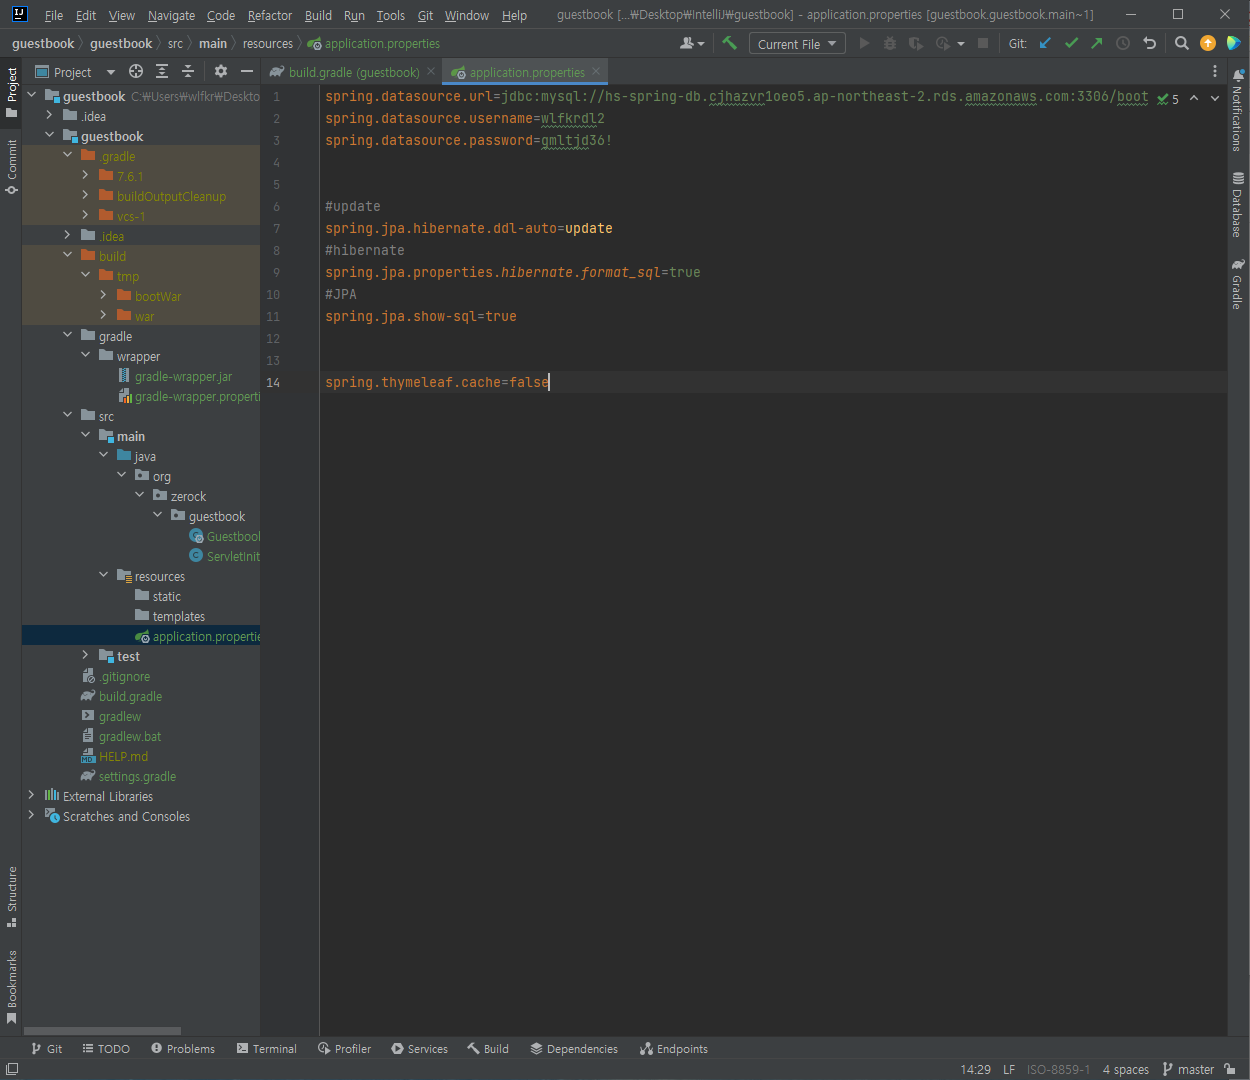 File Edit View Navigate Code Refactor Build Run Tools Git Window Help guestbook [...₩Desktop₩IntelliJ₩guestbook] - application.properties [guestbook.guestbook.main~1]
guestbook guestbook src main resources application.properties Current File Git:
Project build.gradle (guestbook) application.properties
Project
Commit
Structure
Bookmarks
guestbook C:₩Users₩wlfkr₩Deskto
.idea
guestbook
.gradle
7.6.1
buildOutputCleanup
vcs-1
.idea
build
tmp
bootWar
war
gradle
wrapper
gradle-wrapper.jar
gradle-wrapper.properti
src
main
java
org
zerock
guestbook
Guestbool
ServletInit
resources
static
templates
application.propertie
test
.gitignore
build.gradle
gradlew
gradlew.bat
HELP.md
settings.gradle
External Libraries
Scratches and Consoles
1 spring.datasource.url=jdbc:mysql://hs-spring-db.cjhazvr1oeo5.ap-northeast-2.rds.amazonaws.com:3306/boot 5
2 spring.datasource.username=wlfkrdl2
3 spring.datasource.password=gmltjd36!
4
5
6 #update
7 spring.jpa.hibernate.ddl-auto=update
8 #hibernate
9 spring.jpa.properties.hibernate.format_sql=true
10 #JPA
11 spring.jpa.show-sql=true
12
13
14 spring.thymeleaf.cache=false
Notifications
Database
Gradle
Git TODO Problems Terminal Profiler Services Build Dependencies Endpoints
14:29 LF ISO-8859-1 4 spaces master